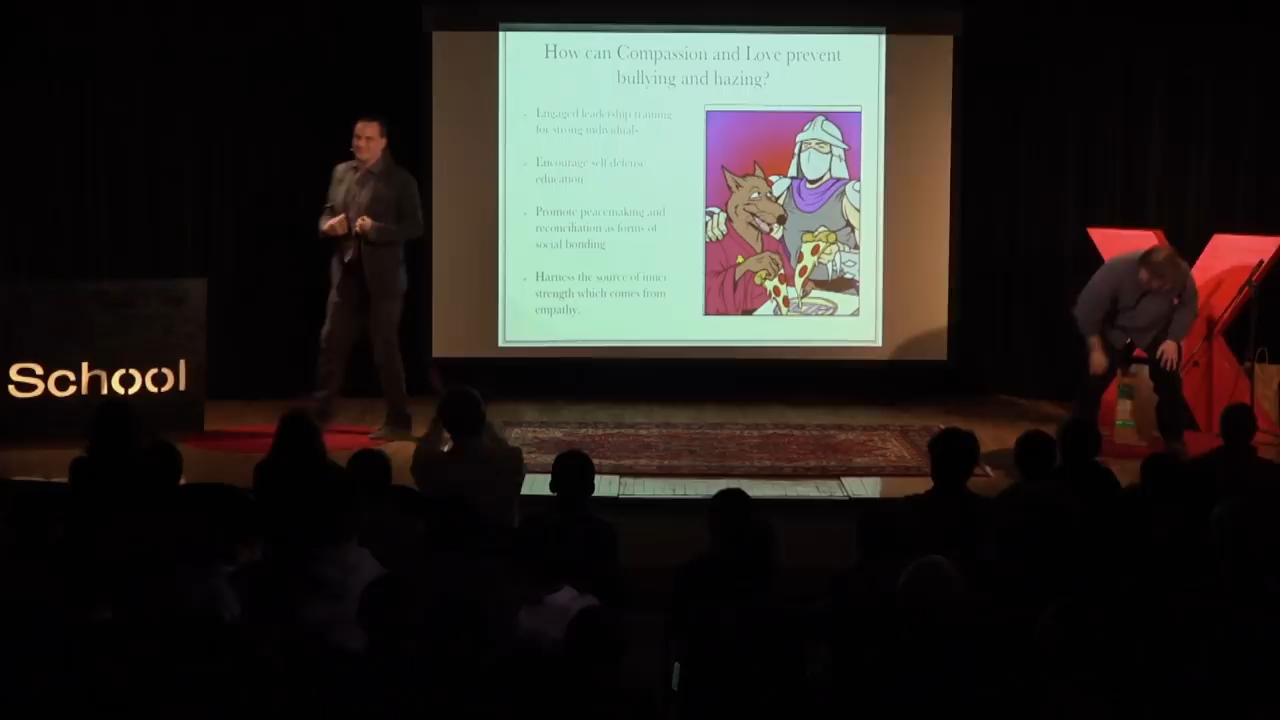 How can Compassion and Love prevent
bullying and hazing?
Engaged leadership training
for strong individuals
Encourage self defense
education
Promote peacemaking and
reconciliation as forms of
social bonding
Harness the source of inner
strength which comes from
empathy.
School
X